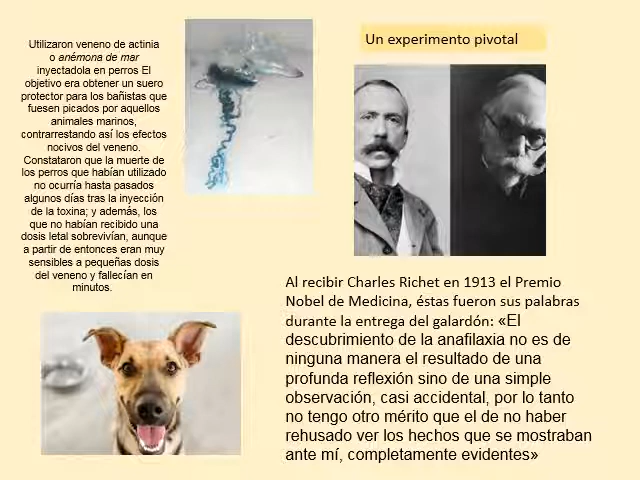 Utilizaron veneno de actinia
o anémona de mar
inyectadola en perros El
objetivo era obtener un suero
protector para los bañistas que
fuesen picados por aquellos
animales marinos,
contrarrestando así los efectos
nocivos del veneno.
Constataron que la muerte de
los perros que habían utilizado
no ocurría hasta pasados
algunos días tras la inyección
de la toxina; y además, los
que no habían recibido una
dosis letal sobrevivían, aunque
a partir de entonces eran muy
sensibles a pequeñas dosis
del veneno y fallecían en
minutos.
Un experimento pivotal
Al recibir Charles Richet en 1913 el Premio
Nobel de Medicina, éstas fueron sus palabras
durante la entrega del galardón: «El
descubrimiento de la anafilaxia no es de
ninguna manera el resultado de una
profunda reflexión sino de una simple
observación, casi accidental, por lo tanto
no tengo otro mérito que el de no haber
rehusado ver los hechos que se mostraban
ante mí, completamente evidentes»